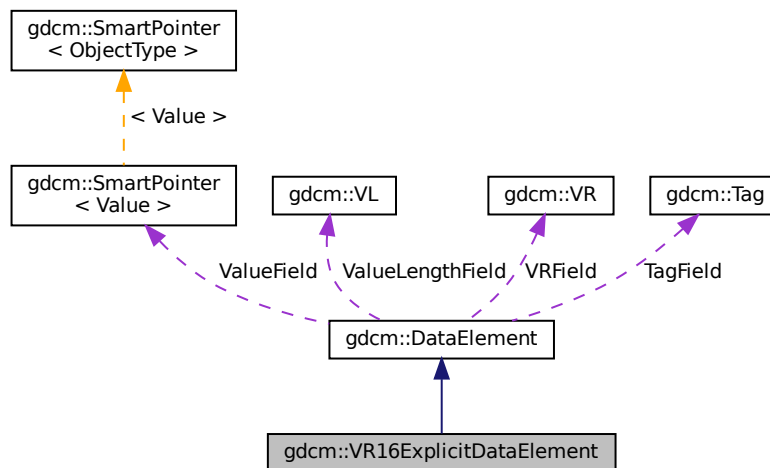 gdcm::SmartPointer
< ObjectType >
< Value >
gdcm::SmartPointer
< Value >
gdcm::VL
gdcm::VR
gdcm::Tag
ValueField
ValueLengthField
VRField
TagField
gdcm::DataElement
gdcm::VR16ExplicitDataElement